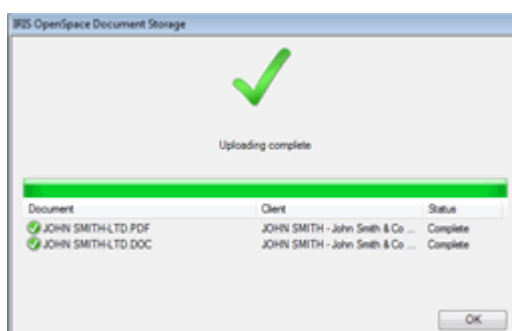 IRIS OpenSpace Document Storage
Uploading complete
Document Client Status
JOHN SMITH-LTD.PDF JOHN SMITH - John Smith & Co ... Complete
JOHN SMITH-LTD.DOC JOHN SMITH - John Smith & Co ... Complete
OK